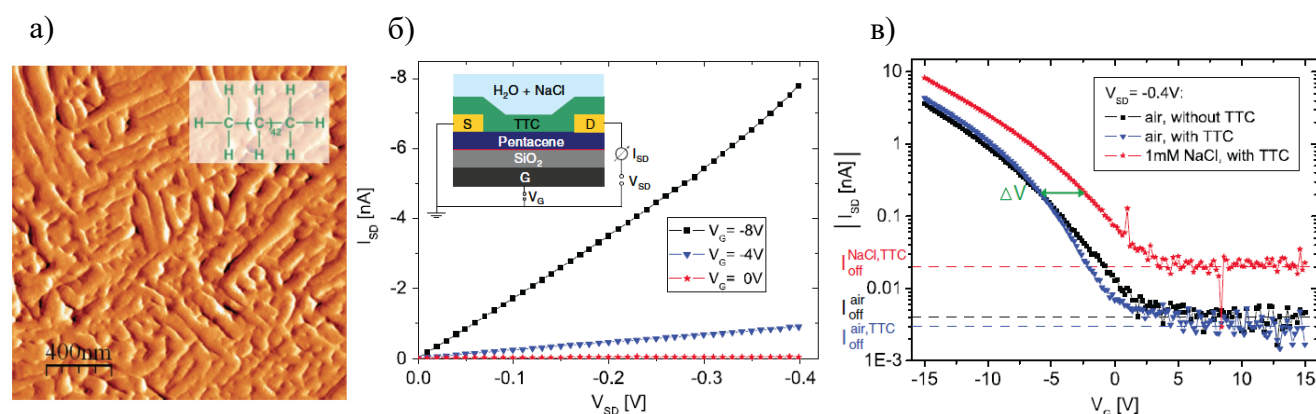 а)
H H H
H-C-(C)-C-H
42
H H H
400nm
б)
I_SD [nA]
-8
-6
-4
-2
0
0.0
-0.1
-0.2
-0.3
-0.4
V_SD [V]
H₂O + NaCl
S
TTC
D
Pentacene
SiO₂
G
V_G
I_SD
V_SD
V_G = -8V
V_G = -4V
V_G = 0V
в)
| I_SD [nA] |
10
1
0.1
0.01
1E-3
-15
-10
-5
0
5
10
15
V_G [V]
V_SD = -0.4V:
air, without TTC
air, with TTC
1mM NaCl, with TTC
ΔV
I_off^NaCl,TTC
I_off^air
I_off^air,TTC